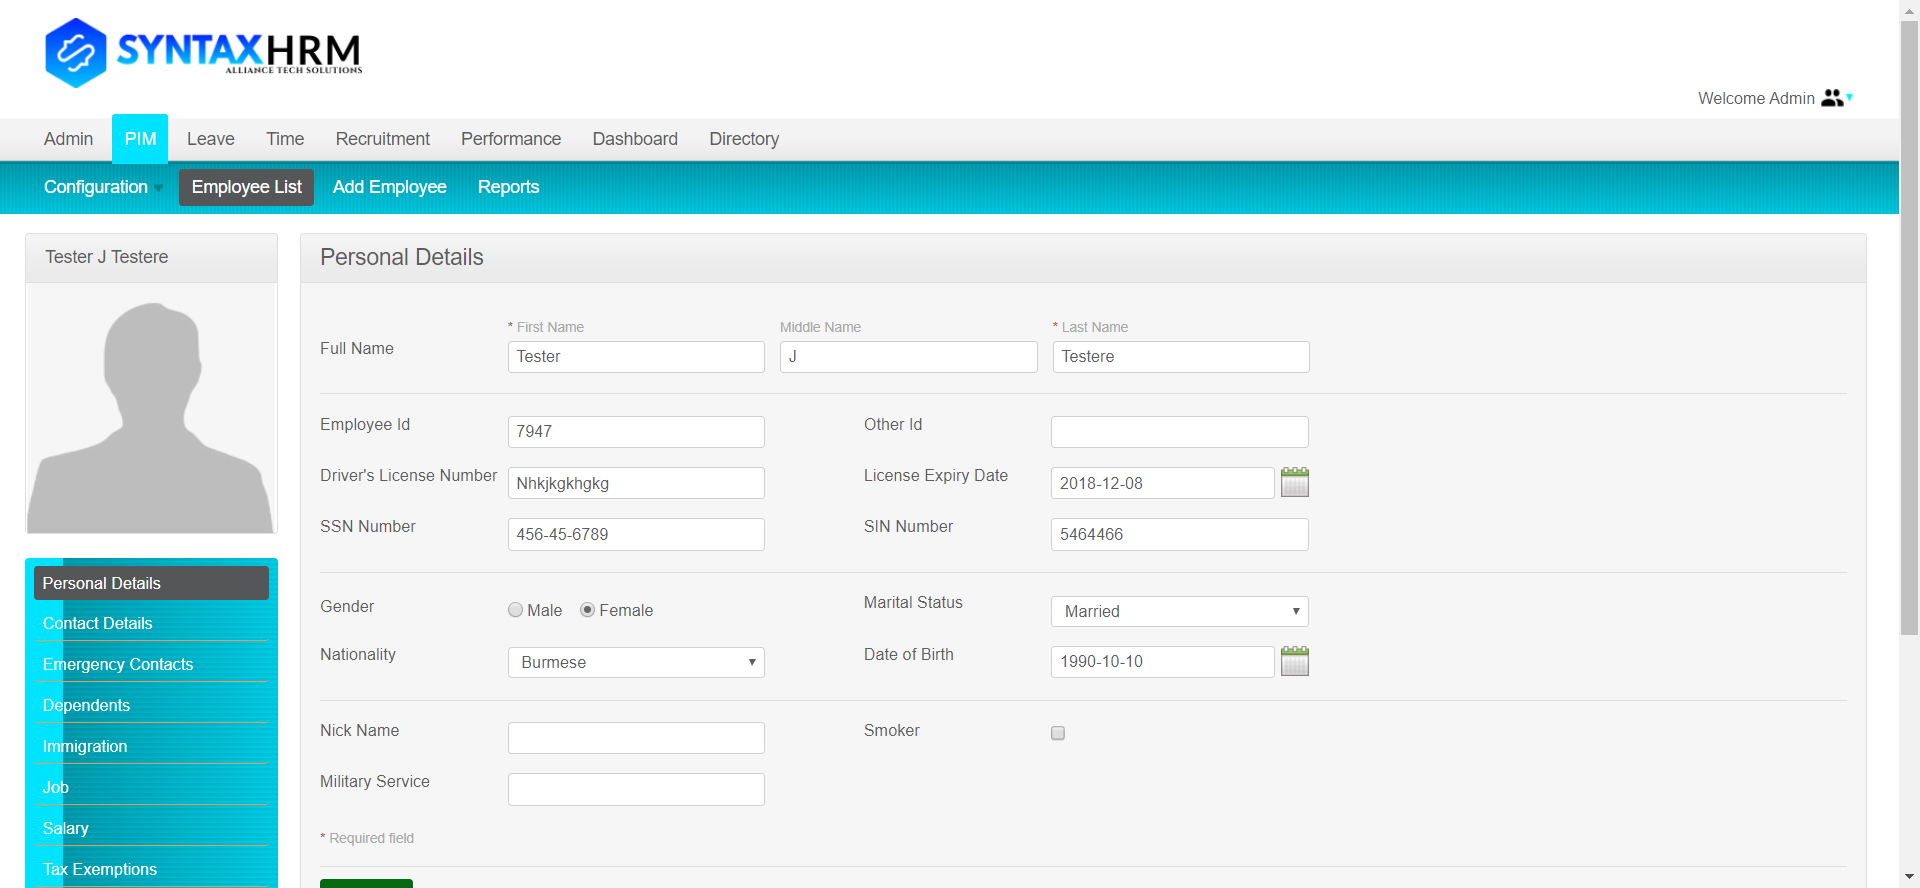 SYNTAXHRM
ALLIANCE TECH SOLUTIONS
Welcome Admin
Admin PIM Leave Time Recruitment Performance Dashboard Directory
Configuration Employee List Add Employee Reports
Tester J Testere
Personal Details
* First Name Middle Name * Last Name
Full Name Tester J Testere
Employee Id 7947 Other Id
Driver's License Number Nhkjkgkhgkg License Expiry Date 2018-12-08
SSN Number 456-45-6789 SIN Number 5464466
Gender Male Female Marital Status Married
Nationality Burmese Date of Birth 1990-10-10
Nick Name Smoker
Military Service
* Required field
Personal Details
Contact Details
Emergency Contacts
Dependents
Immigration
Job
Salary
Tax Exemptions